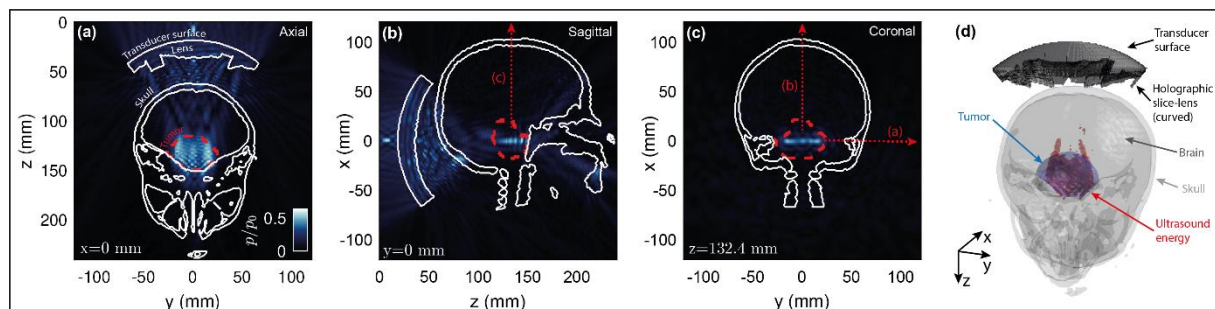 (a)
Axial
Transducer surface
Lens
Skull
Tumor
z (mm)
0
50
100
150
200
p/p₀
0.5
0
x=0 mm
-100
-50
0
50
100
y (mm)
(b)
Sagittal
(c)
x (mm)
100
50
0
-50
-100
y=0 mm
0
50
100
150
200
z (mm)
(c)
Coronal
(b)
(a)
x (mm)
100
50
0
-50
-100
z=132.4 mm
-100
-50
0
50
100
y (mm)
(d)
Transducer
surface
Holographic
slice-lens
(curved)
Tumor
Brain
Skull
Ultrasound
energy
x
y
z